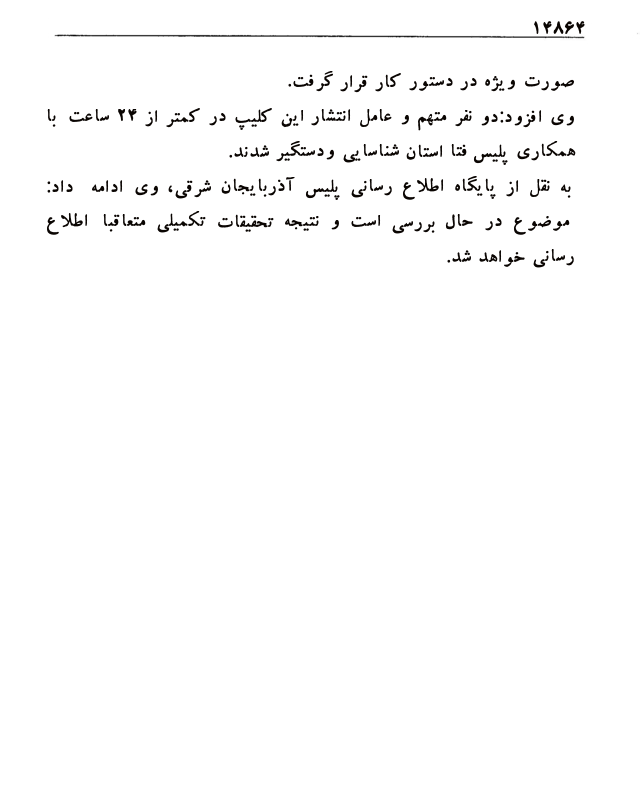 ۱۴۸۶۴
صورت ویژه در دستور کار قرار گرفت.
وی افزود:دو نفر متهم و عامل انتشار این کلیپ در کمتر از ۲۴ ساعت با
همکاری پلیس فتا استان شناسایی ودستگیر شدند.
به نقل از پایگاه اطلاع رسانی پلیس آذربایجان شرقی، وی ادامه داد:
موضوع در حال بررسی است و نتیجه تحقیقات تکمیلی متعاقبا اطلاع
رسانی خواهد شد.